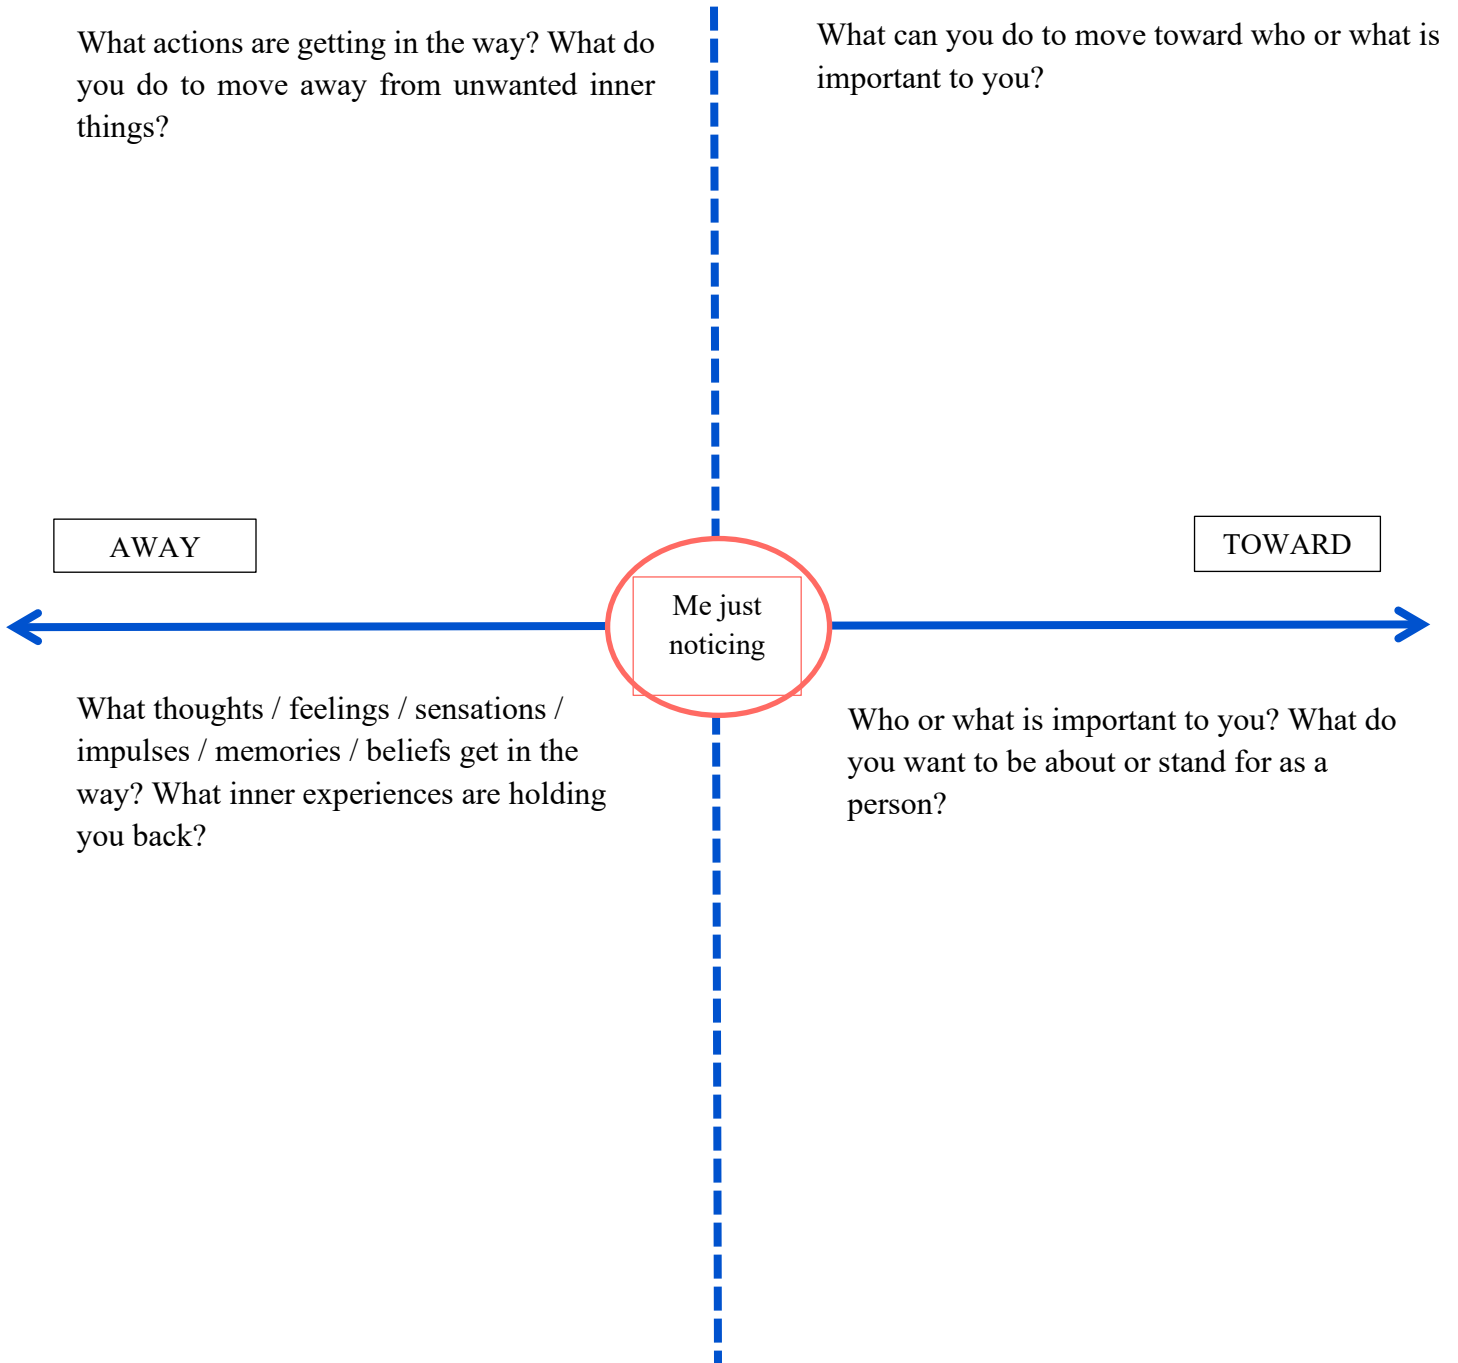 What actions are getting in the way? What do
you do to move away from unwanted inner
things?
What can you do to move toward who or what is
important to you?
AWAY
TOWARD
Me just
noticing
What thoughts / feelings / sensations /
impulses / memories / beliefs get in the
way? What inner experiences are holding
you back?
Who or what is important to you? What do
you want to be about or stand for as a
person?